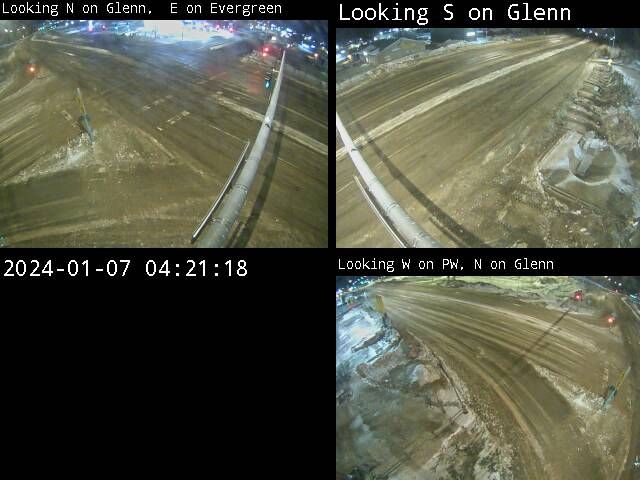 Looking N on Glenn,  E on Evergreen
Looking S on Glenn
2024-01-07 04:21:18
Looking W on PW, N on Glenn